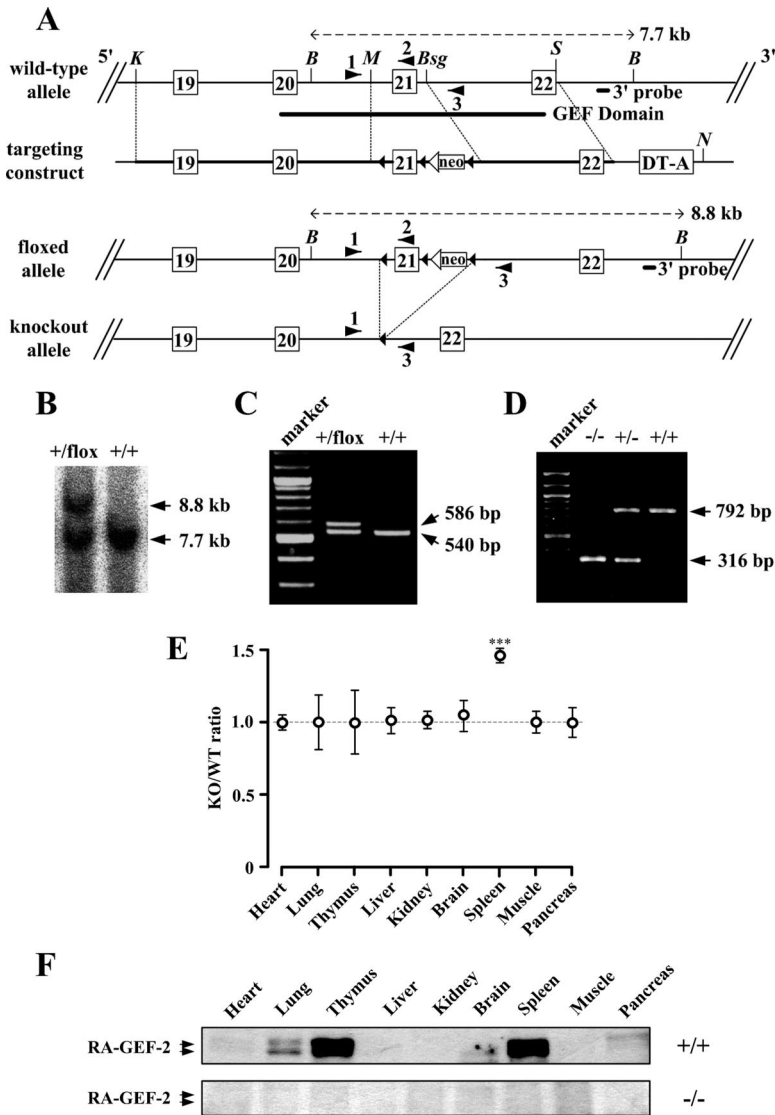 A
7.7 kb
5' K B 1 M 2 Bsg S B 3'
wild-type allele
19 20 21 3 22 3' probe
GEF Domain
targeting construct
19 20 21 neo 22 DT-A N
8.8 kb
floxed allele
B 1 2 B
19 20 21 neo 3 22 3' probe
knockout allele
1
19 20 3 22
B
+/flox +/+
8.8 kb
7.7 kb
C
marker
+/flox +/+
586 bp
540 bp
D
marker
-/- +/- +/+
792 bp
316 bp
E
KO/WT ratio
1.5
1.0
0.5
0
***
Heart Lung Thymus Liver Kidney Brain Spleen Muscle Pancreas
F
Heart Lung Thymus Liver Kidney Brain Spleen Muscle Pancreas
RA-GEF-2 +/+
RA-GEF-2 -/-